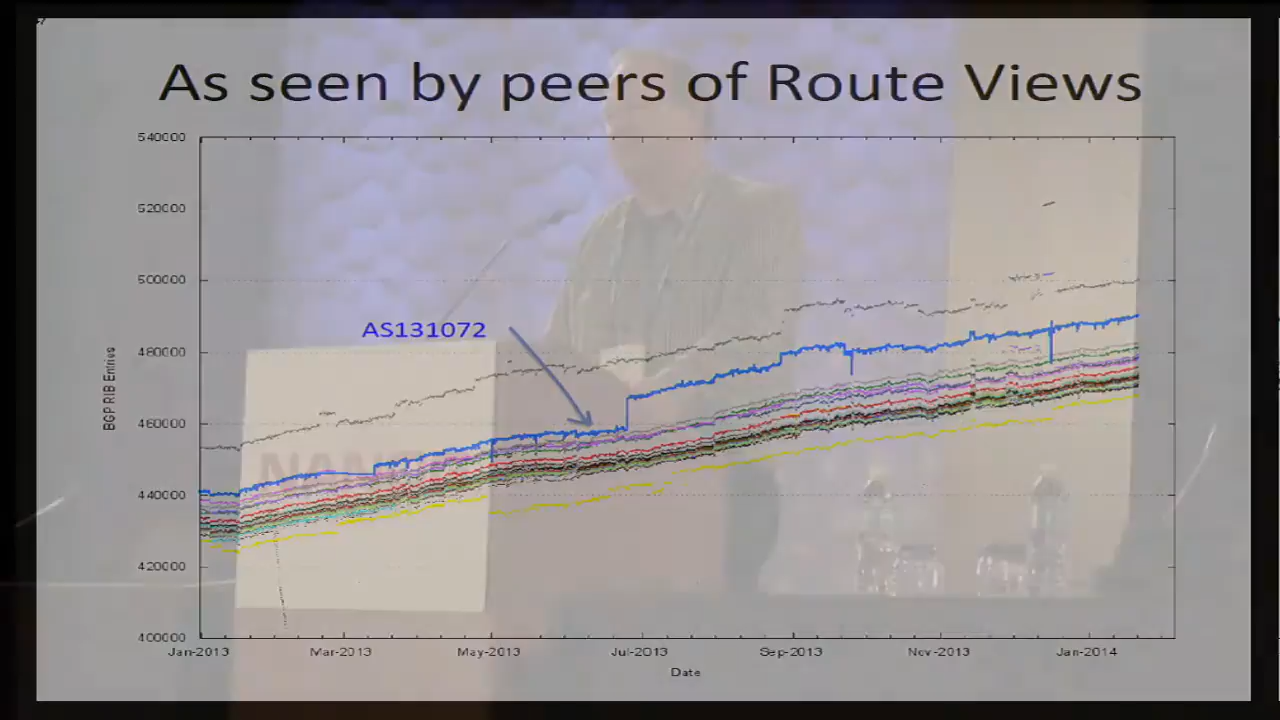 As seen by peers of Route Views
540000
520000
500000
AS131072
480000
BGP RIB Entries
460000
440000
420000
400000
Jan-2013 Mar-2013 May-2013 Jul-2013 Sep-2013 Nov-2013 Jan-2014
Date